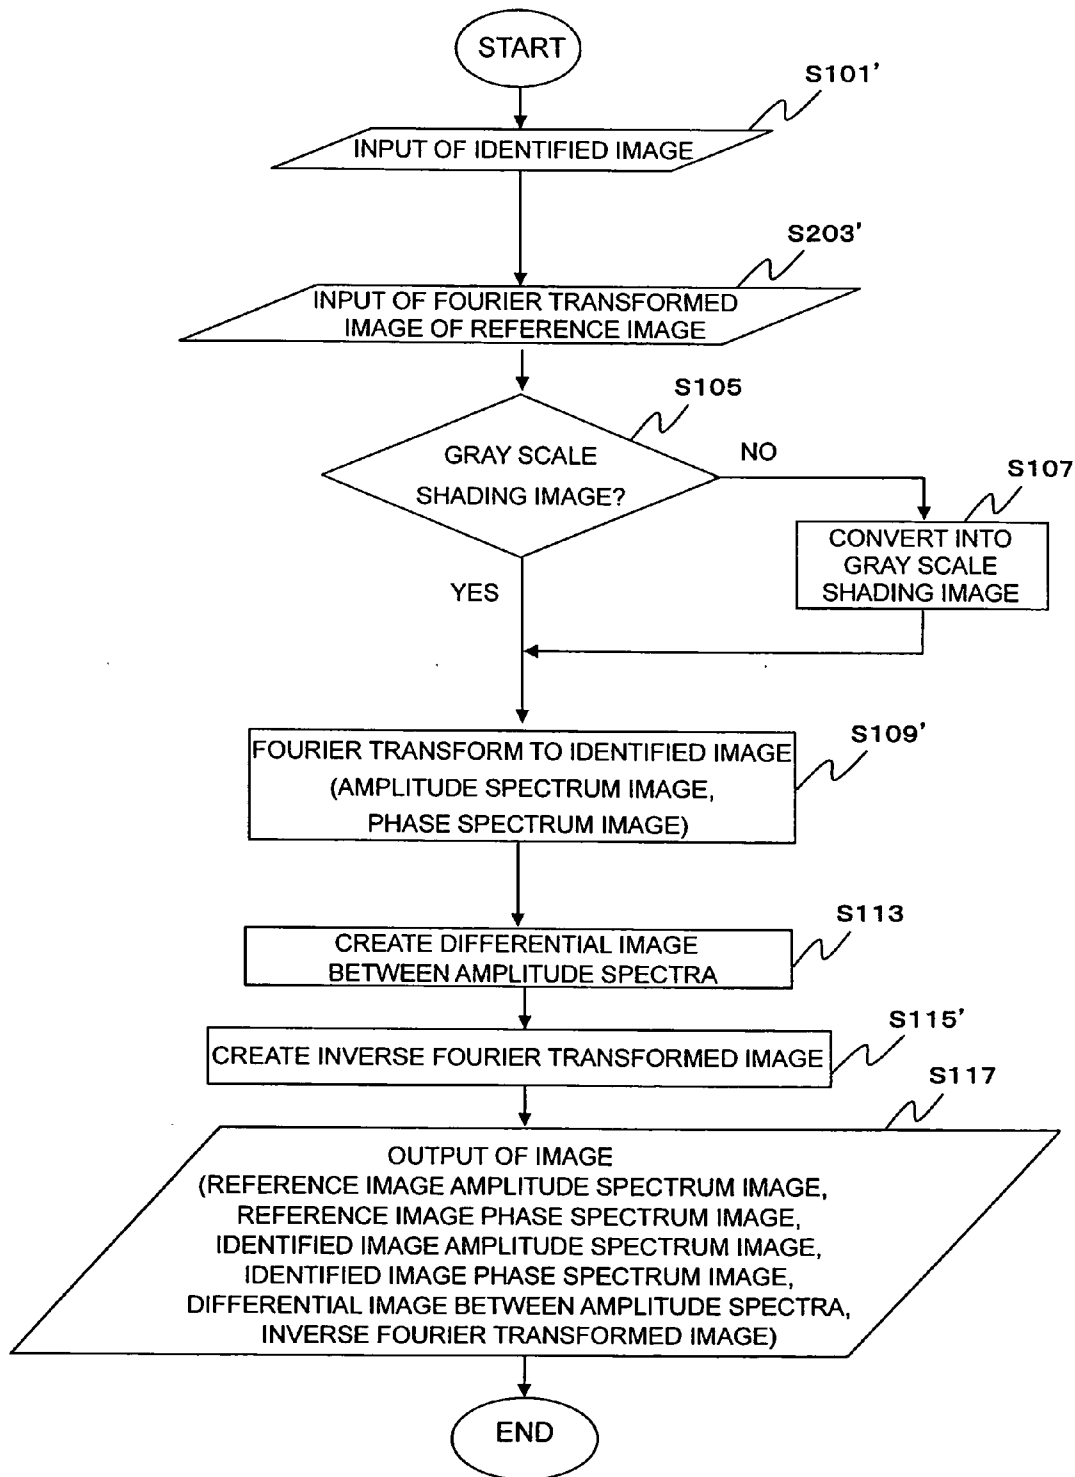 START
S101'
INPUT OF IDENTIFIED IMAGE
S203'
INPUT OF FOURIER TRANSFORMED
IMAGE OF REFERENCE IMAGE
S105
GRAY SCALE
SHADING IMAGE?
NO
S107
CONVERT INTO
GRAY SCALE
SHADING IMAGE
YES
S109'
FOURIER TRANSFORM TO IDENTIFIED IMAGE
(AMPLITUDE SPECTRUM IMAGE,
PHASE SPECTRUM IMAGE)
S113
CREATE DIFFERENTIAL IMAGE
BETWEEN AMPLITUDE SPECTRA
S115'
CREATE INVERSE FOURIER TRANSFORMED IMAGE
S117
OUTPUT OF IMAGE
(REFERENCE IMAGE AMPLITUDE SPECTRUM IMAGE,
REFERENCE IMAGE PHASE SPECTRUM IMAGE,
IDENTIFIED IMAGE AMPLITUDE SPECTRUM IMAGE,
IDENTIFIED IMAGE PHASE SPECTRUM IMAGE,
DIFFERENTIAL IMAGE BETWEEN AMPLITUDE SPECTRA,
INVERSE FOURIER TRANSFORMED IMAGE)
END